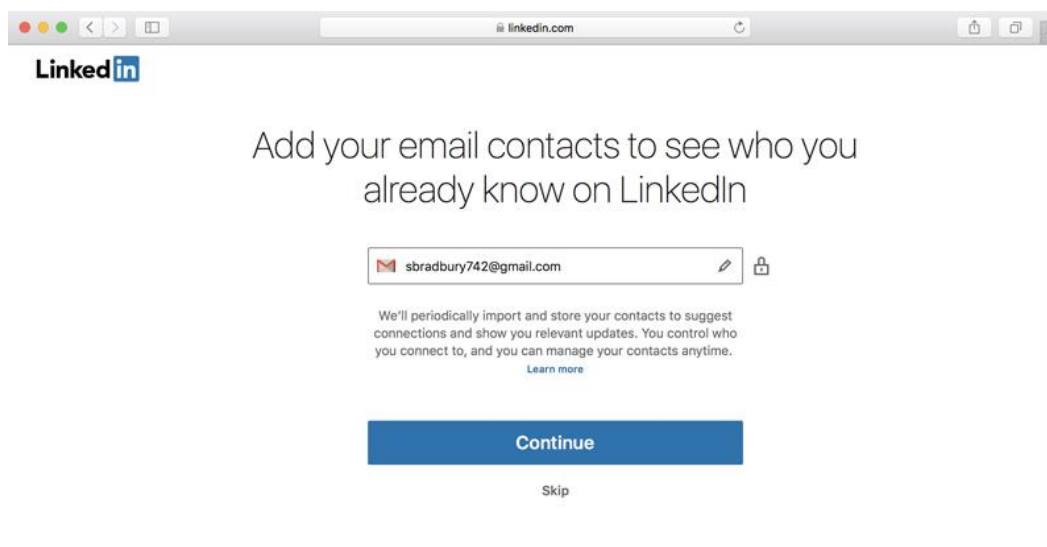 linkedin.com
Linked in
Add your email contacts to see who you
already know on LinkedIn
sbradbury742@gmail.com
We'll periodically import and store your contacts to suggest
connections and show you relevant updates. You control who
you connect to, and you can manage your contacts anytime.
Learn more
Continue
Skip